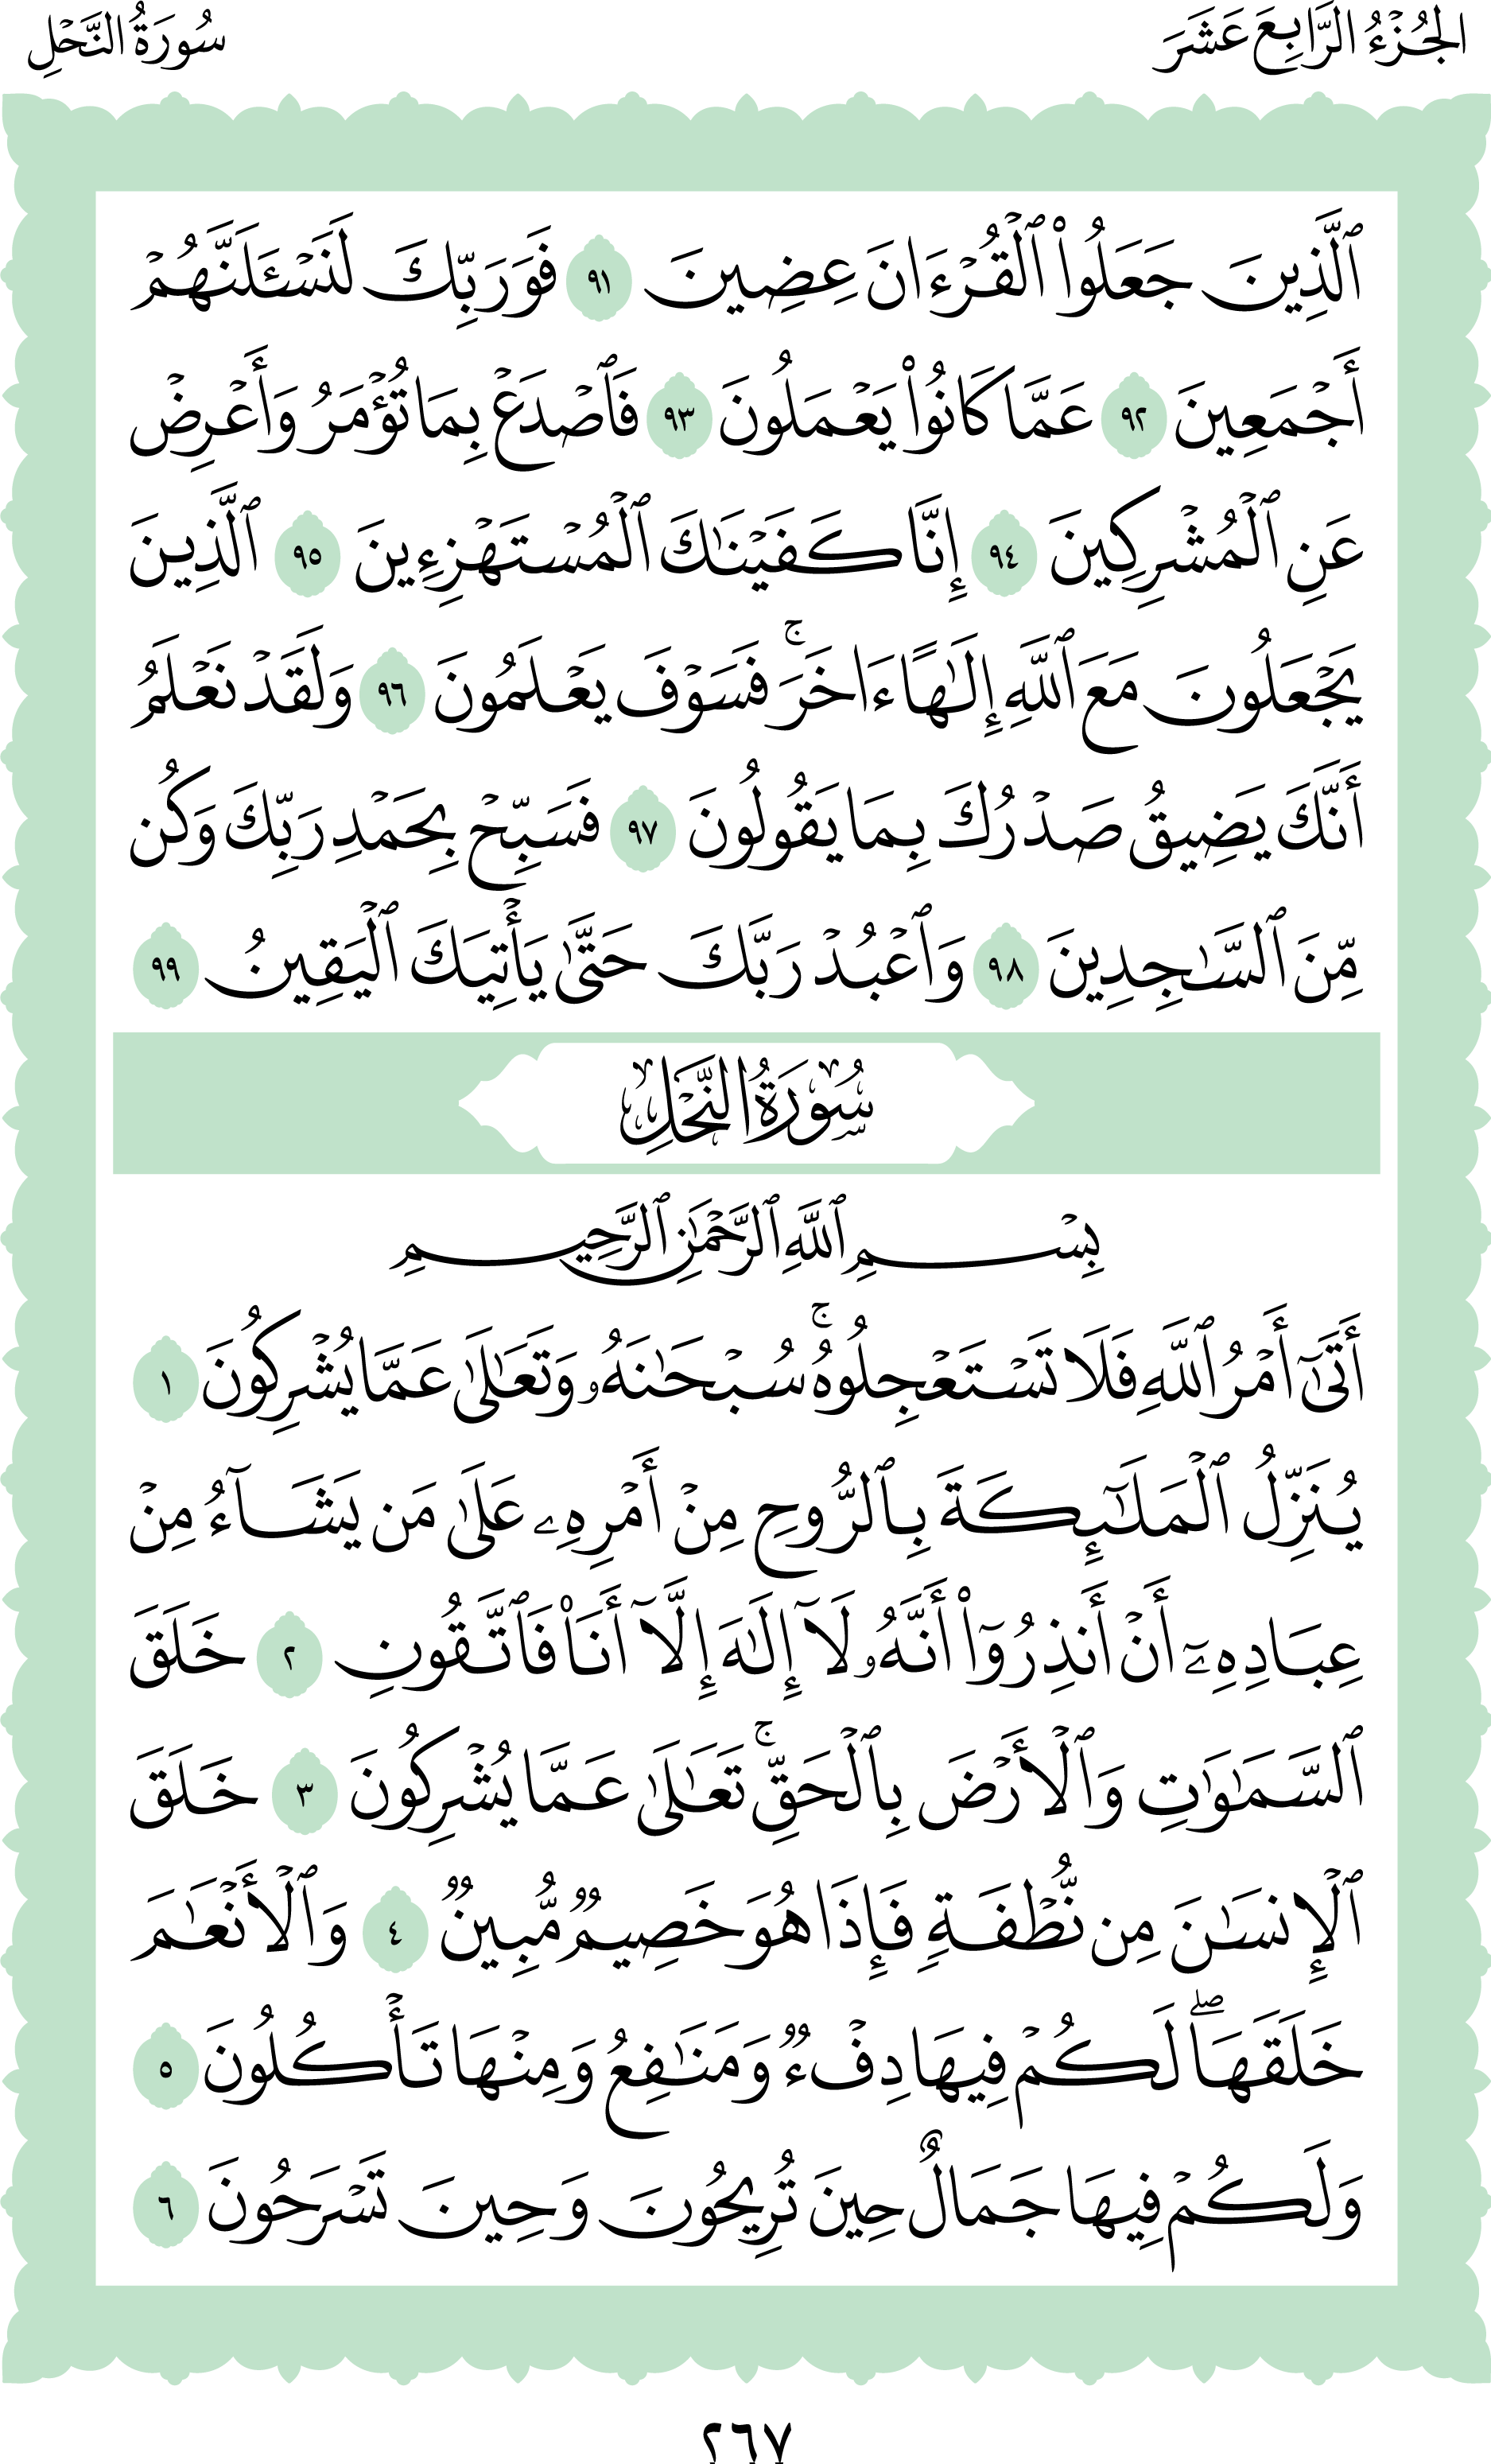 الجُزْءُ الرَّابِعَ عَشَرَ
سُورَةُ النَّحْلِ
ٱلَّذِينَ جَعَلُوا۟ ٱلْقُرْءَانَ عِضِينَ ٩١ فَوَرَبِّكَ لَنَسْـَٔلَنَّهُمْ
أَجْمَعِينَ ٩٢ عَمَّا كَانُوا۟ يَعْمَلُونَ ٩٣ فَٱصْدَعْ بِمَا تُؤْمَرُ وَأَعْرِضْ
عَنِ ٱلْمُشْرِكِينَ ٩٤ إِنَّا كَفَيْنَـٰكَ ٱلْمُسْتَهْزِءِينَ ٩٥ ٱلَّذِينَ
يَجْعَلُونَ مَعَ ٱللَّهِ إِلَـٰهًا ءَاخَرَ ۚ فَسَوْفَ يَعْلَمُونَ ٩٦ وَلَقَدْ نَعْلَمُ
أَنَّكَ يَضِيقُ صَدْرُكَ بِمَا يَقُولُونَ ٩٧ فَسَبِّحْ بِحَمْدِ رَبِّكَ وَكُن
مِّنَ ٱلسَّـٰجِدِينَ ٩٨ وَٱعْبُدْ رَبَّكَ حَتَّىٰ يَأْتِيَكَ ٱلْيَقِينُ ٩٩
سُورَةُ النَّحْلِ
بِسْمِ ٱللَّهِ ٱلرَّحْمَـٰنِ ٱلرَّحِيمِ
أَتَىٰٓ أَمْرُ ٱللَّهِ فَلَا تَسْتَعْجِلُوهُ ۚ سُبْحَـٰنَهُۥ وَتَعَـٰلَىٰ عَمَّا يُشْرِكُونَ ١
يُنَزِّلُ ٱلْمَلَـٰٓئِكَةَ بِٱلرُّوحِ مِنْ أَمْرِهِۦ عَلَىٰ مَن يَشَآءُ مِنْ
عِبَادِهِۦٓ أَنْ أَنذِرُوٓا۟ أَنَّهُۥ لَآ إِلَـٰهَ إِلَّآ أَنَا۠ فَٱتَّقُونِ ٢ خَلَقَ
ٱلسَّمَـٰوَٰتِ وَٱلْأَرْضَ بِٱلْحَقِّ ۚ تَعَـٰلَىٰ عَمَّا يُشْرِكُونَ ٣ خَلَقَ
ٱلْإِنسَـٰنَ مِن نُّطْفَةٍ فَإِذَا هُوَ خَصِيمٌ مُّبِينٌ ٤ وَٱلْأَنْعَـٰمَ
خَلَقَهَا ۗ لَكُمْ فِيهَا دِفْءٌ وَمَنَـٰفِعُ وَمِنْهَا تَأْكُلُونَ ٥
وَلَكُمْ فِيهَا جَمَالٌ حِينَ تُرِيحُونَ وَحِينَ تَسْرَحُونَ ٦
٢٦٧